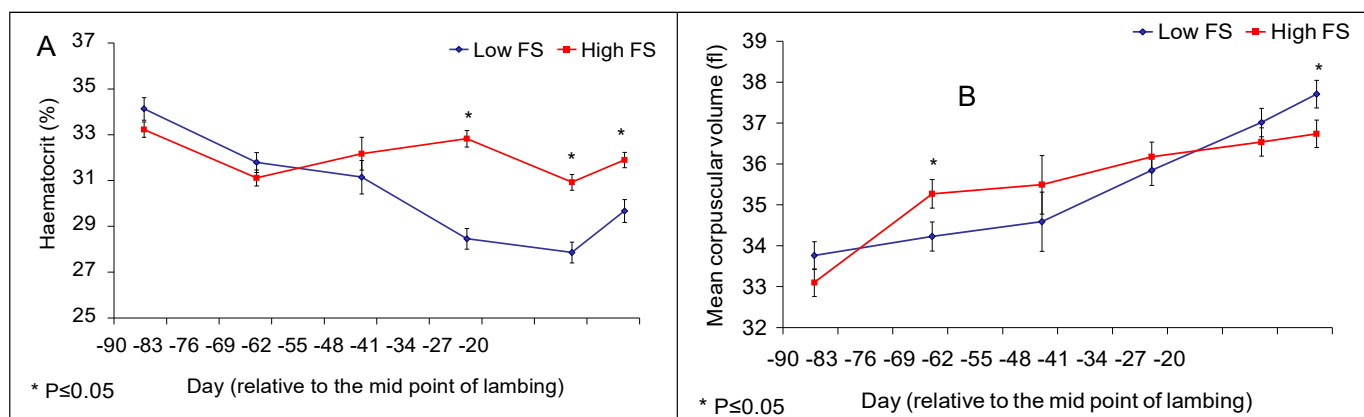 A
Low FS
High FS
Haematocrit (%)
37
35
33
31
29
27
25
*
*
*
-90 -83 -76 -69 -62 -55 -41 -34 -27 -20
* P≤0.05
Day (relative to the mid point of lambing)
B
Low FS
High FS
Mean corpuscular volume (fl)
39
38
37
36
35
34
33
32
*
*
-90 -83 -76 -69 -62 -55 -48 -41 -34 -27 -20
* P≤0.05
Day (relative to the mid point of lambing)